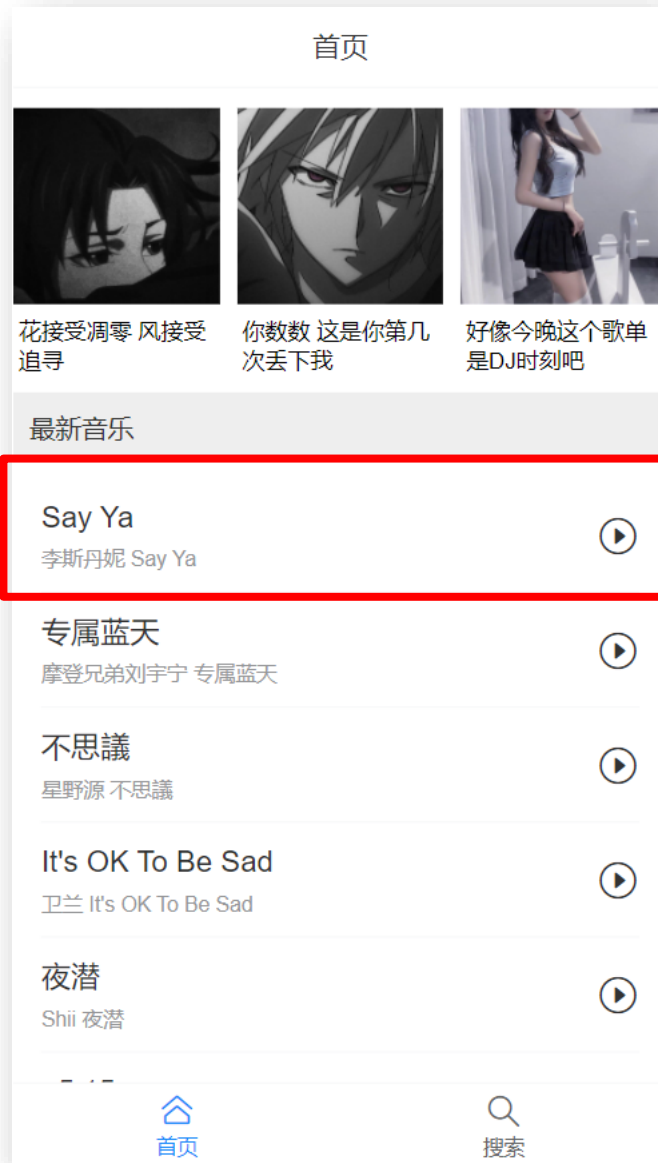 首页
花接受凋零 风接受
追寻
你数数 这是你第几
次丢下我
好像今晚这个歌单
是DJ时刻吧
最新音乐
Say Ya
李斯丹妮 Say Ya
专属蓝天
摩登兄弟刘宇宁 专属蓝天
不思議
星野源 不思議
It's OK To Be Sad
卫兰 It's OK To Be Sad
夜潜
Shii 夜潜
首页
搜索